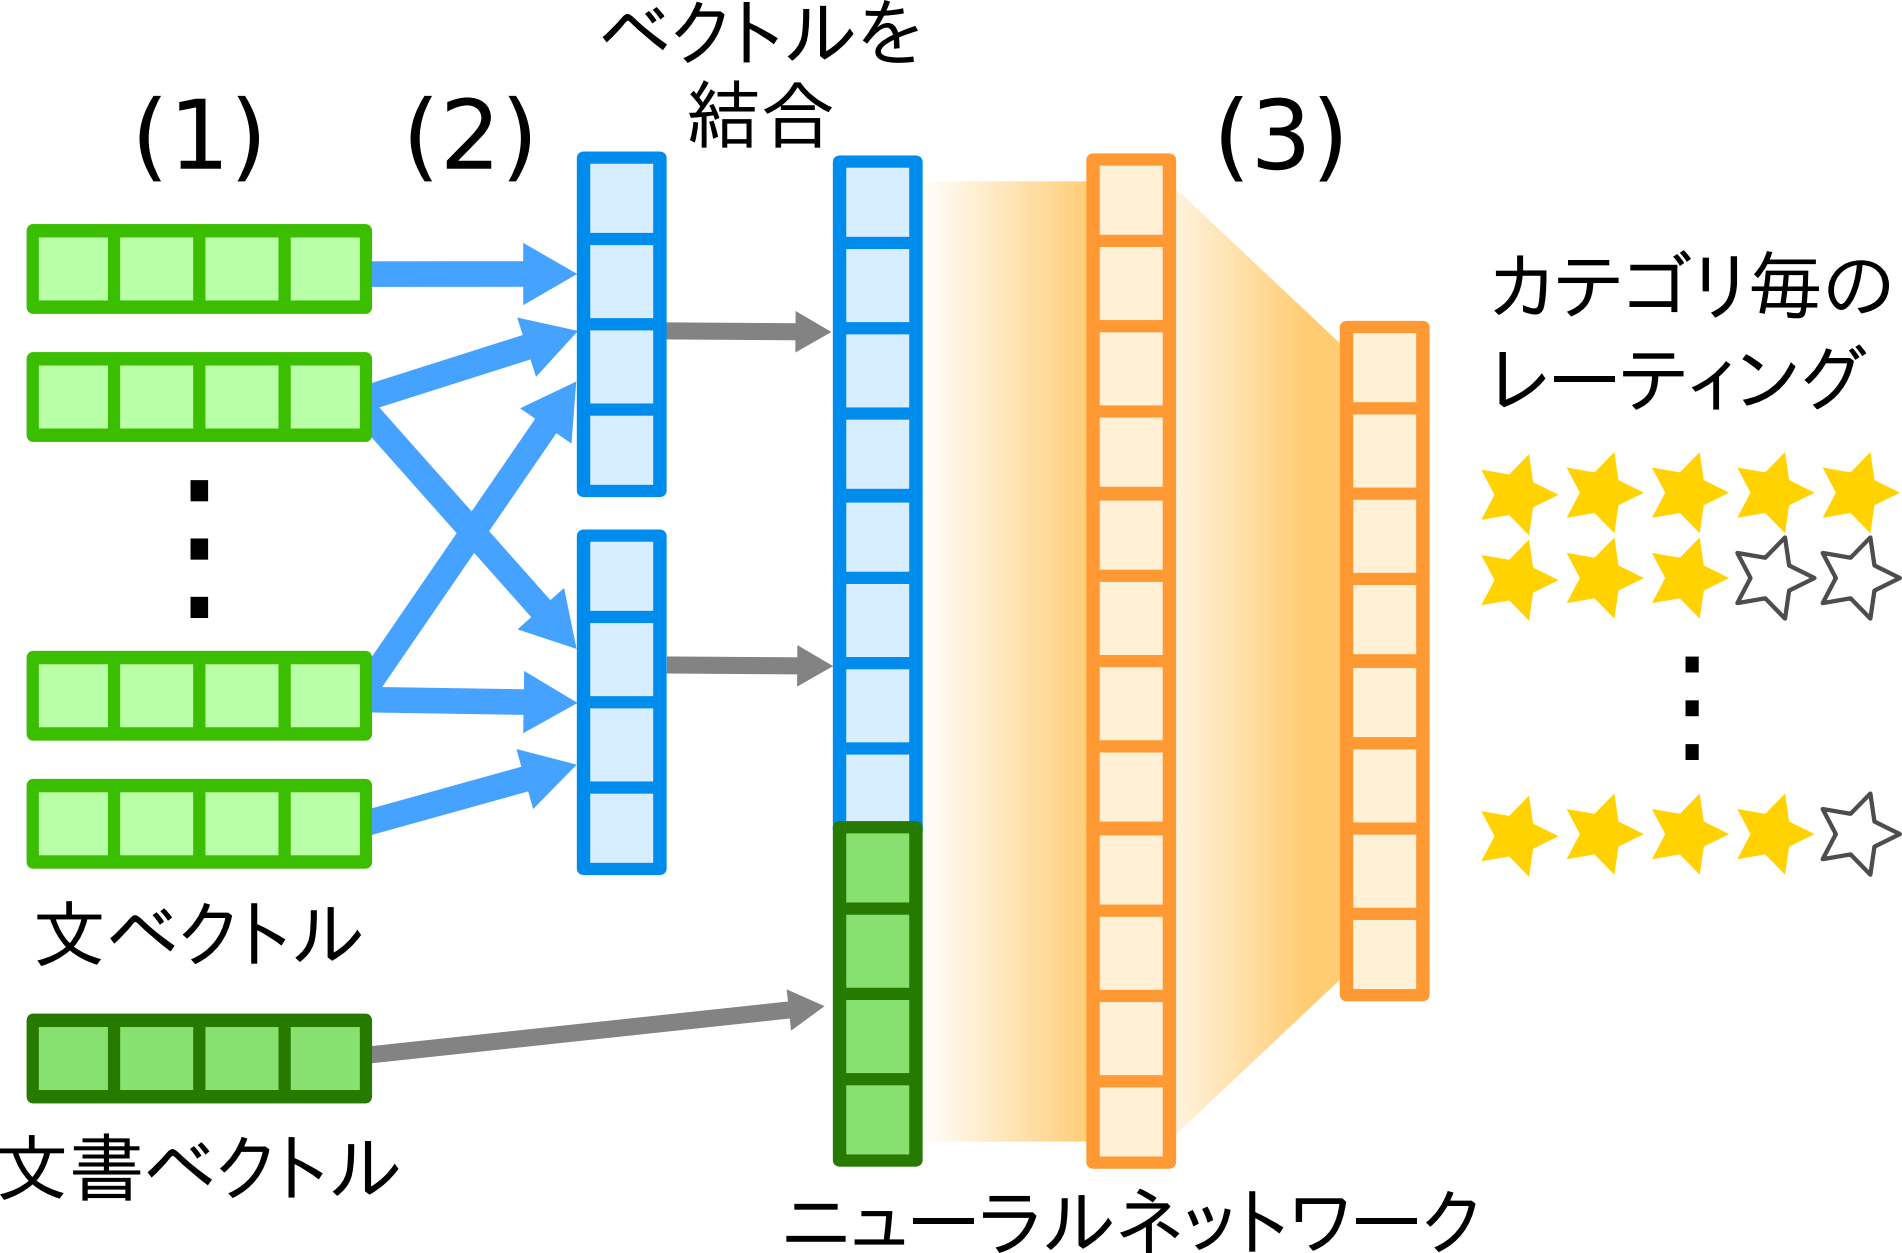 (1)
(2)
ベクトルを
結合
(3)
カテゴリ毎の
レーティング
文ベクトル
文書ベクトル
ニューラルネットワーク